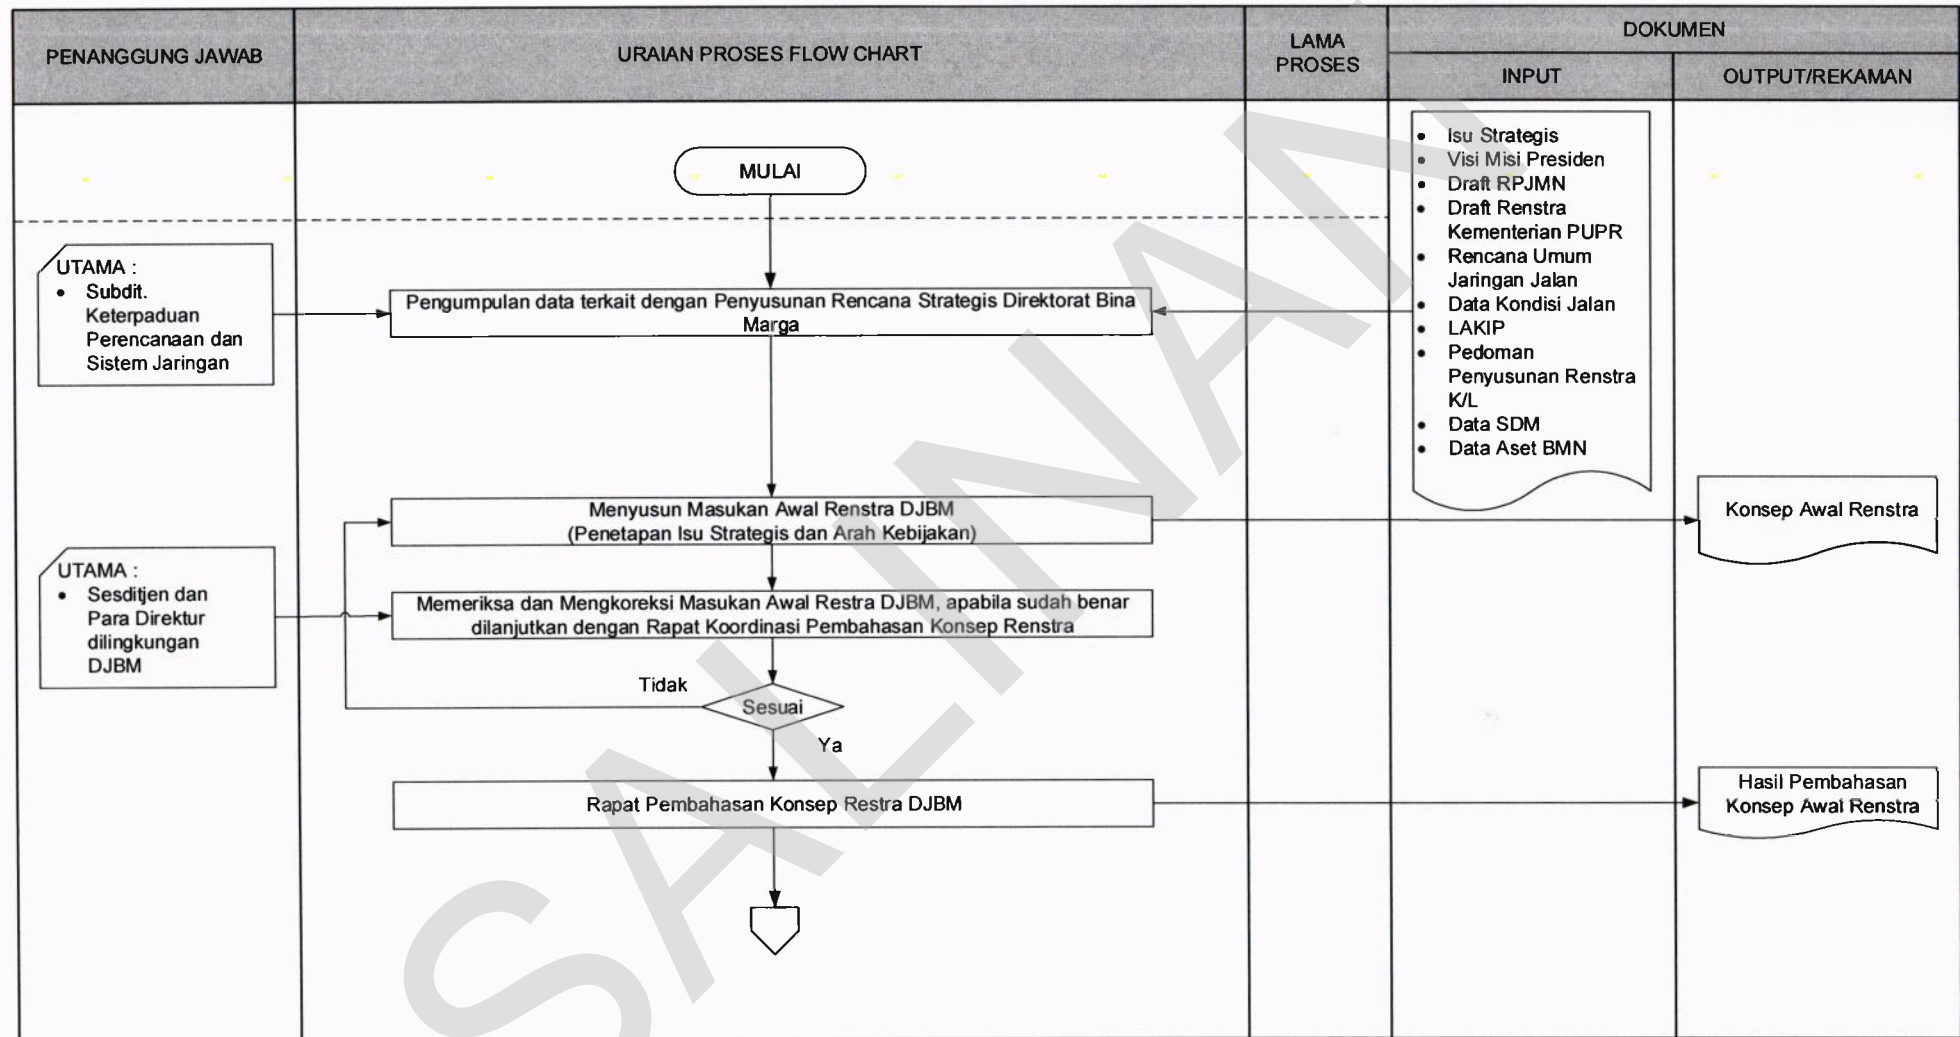 PENANGGUNG JAWAB
URAIAN PROSES FLOW CHART
LAMA
PROSES
DOKUMEN
INPUT
OUTPUT/REKAMAN
MULAI
• Isu Strategis
• Visi Misi Presiden
• Draft RPJMN
• Draft Renstra
Kementerian PUPR
• Rencana Umum
Jaringan Jalan
• Data Kondisi Jalan
• LAKIP
• Pedoman
Penyusunan Renstra
K/L
• Data SDM
• Data Aset BMN
UTAMA :
• Subdit.
Keterpaduan
Perencanaan dan
Sistem Jaringan
Pengumpulan data terkait dengan Penyusunan Rencana Strategis Direktorat Bina
Marga
Menyusun Masukan Awal Renstra DJBM
(Penetapan Isu Strategis dan Arah Kebijakan)
Konsep Awal Renstra
UTAMA :
• Sesditjen dan
Para Direktur
dilingkungan
DJBM
Memeriksa dan Mengkoreksi Masukan Awal Restra DJBM, apabila sudah benar
dilanjutkan dengan Rapat Koordinasi Pembahasan Konsep Renstra
Tidak
Sesuai
Ya
Rapat Pembahasan Konsep Restra DJBM
Hasil Pembahasan
Konsep Awal Renstra
SALINAN